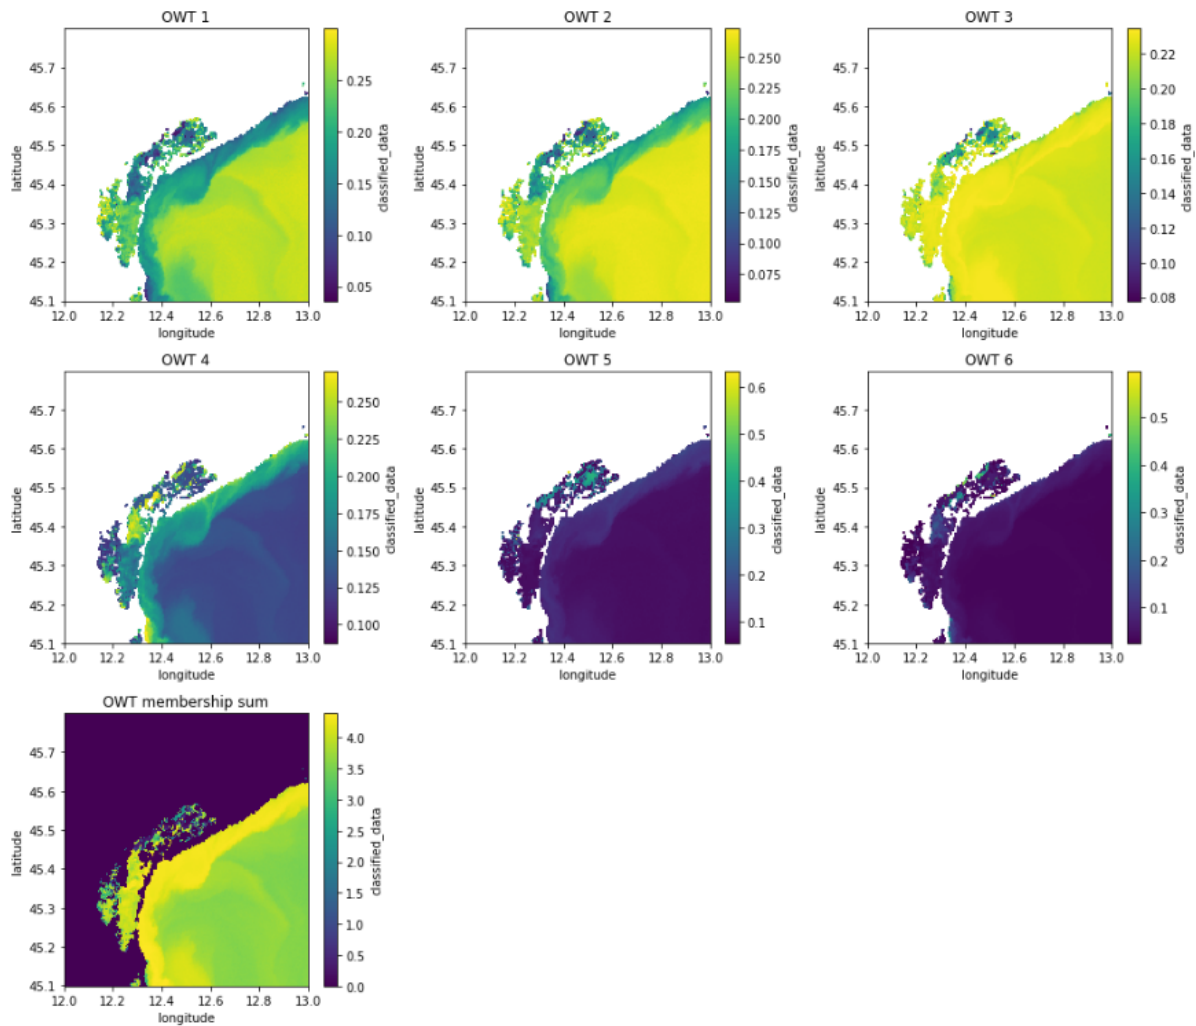 OWT 1
45.7
45.6
45.5
45.4
45.3
45.2
45.1
latitude
12.0 12.2 12.4 12.6 12.8 13.0
longitude
0.25
0.20
0.15
0.10
0.05
classified_data
OWT 2
45.7
45.6
45.5
45.4
45.3
45.2
45.1
latitude
12.0 12.2 12.4 12.6 12.8 13.0
longitude
0.250
0.225
0.200
0.175
0.150
0.125
0.100
0.075
classified_data
OWT 3
45.7
45.6
45.5
45.4
45.3
45.2
45.1
latitude
12.0 12.2 12.4 12.6 12.8 13.0
longitude
0.22
0.20
0.18
0.16
0.14
0.12
0.10
0.08
classified_data
OWT 4
45.7
45.6
45.5
45.4
45.3
45.2
45.1
latitude
12.0 12.2 12.4 12.6 12.8 13.0
longitude
0.250
0.225
0.200
0.175
0.150
0.125
0.100
classified_data
OWT 5
45.7
45.6
45.5
45.4
45.3
45.2
45.1
latitude
12.0 12.2 12.4 12.6 12.8 13.0
longitude
0.6
0.5
0.4
0.3
0.2
0.1
classified_data
OWT 6
45.7
45.6
45.5
45.4
45.3
45.2
45.1
latitude
12.0 12.2 12.4 12.6 12.8 13.0
longitude
0.5
0.4
0.3
0.2
0.1
classified_data
OWT membership sum
45.7
45.6
45.5
45.4
45.3
45.2
45.1
latitude
12.0 12.2 12.4 12.6 12.8 13.0
longitude
4.0
3.5
3.0
2.5
2.0
1.5
1.0
0.5
0.0
classified_data